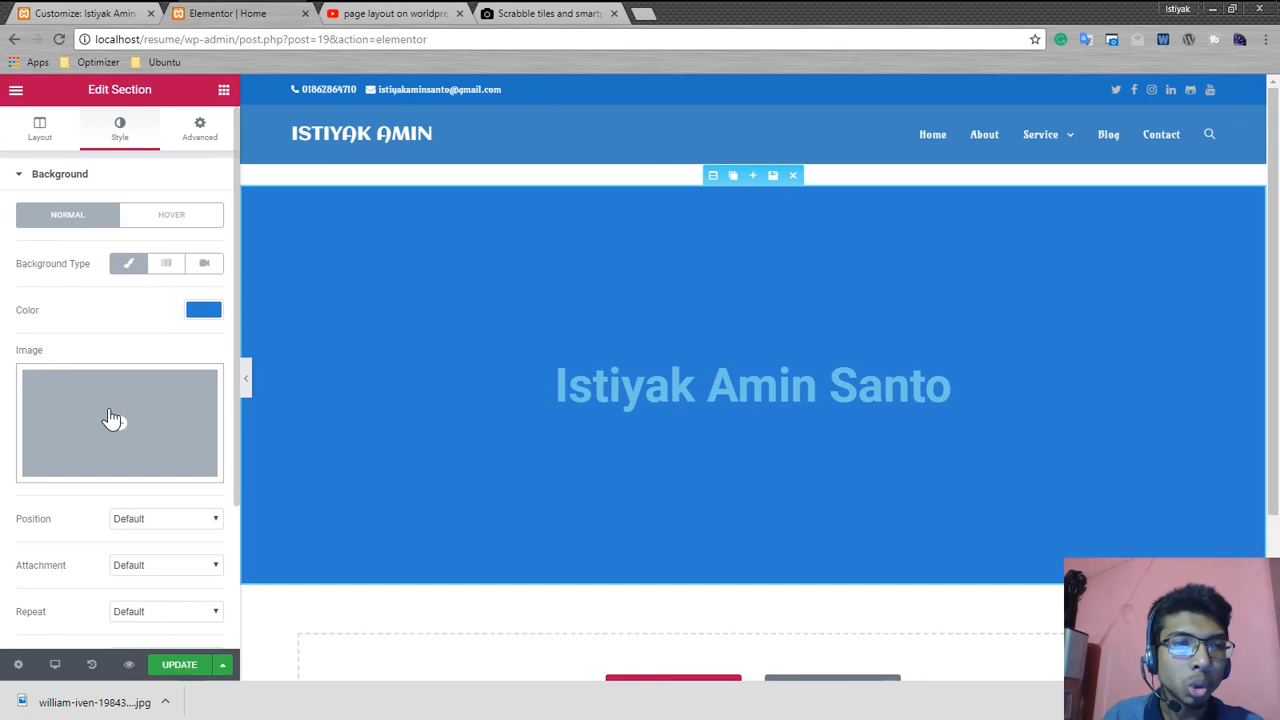 Customize: Istiyak Amin
Elementor | Home
page layout on worldpre
Scrabble tiles and smartp
Istiyak
localhost/resume/wp-admin/post.php?post=19&action=elementor
Apps
Optimizer
Ubuntu
Edit Section
Layout
Style
Advanced
Background
NORMAL
HOVER
Background Type
Color
Image
Position
Default
Attachment
Default
Repeat
Default
UPDATE
01862864710
istiyakaminsanto@gmail.com
ISTIYAK AMIN
Home
About
Service
Blog
Contact
Istiyak Amin Santo
william-iven-19843....jpg